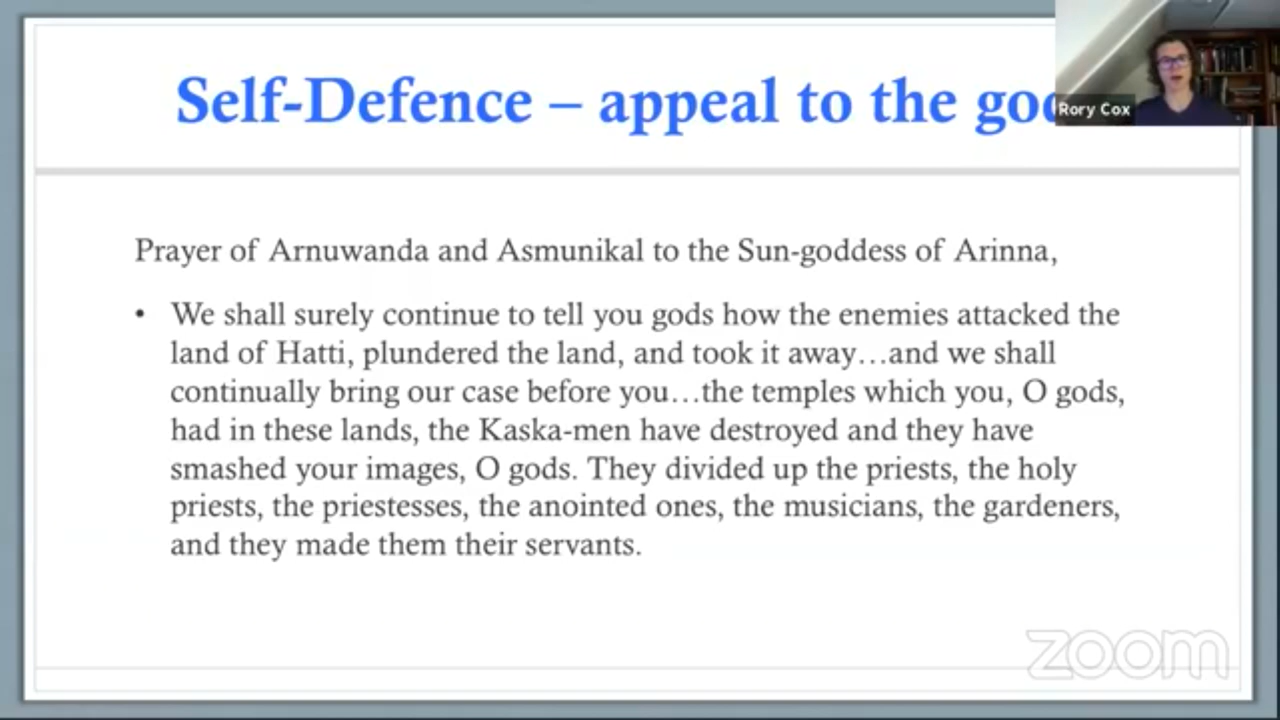 Self-Defence – appeal to the
Rory Cox
Prayer of Arnuwanda and Asmunikal to the Sun-goddess of Arinna,
• We shall surely continue to tell you gods how the enemies attacked the
land of Hatti, plundered the land, and took it away…and we shall
continually bring our case before you…the temples which you, O gods,
had in these lands, the Kaska-men have destroyed and they have
smashed your images, O gods. They divided up the priests, the holy
priests, the priestesses, the anointed ones, the musicians, the gardeners,
and they made them their servants.
zoom